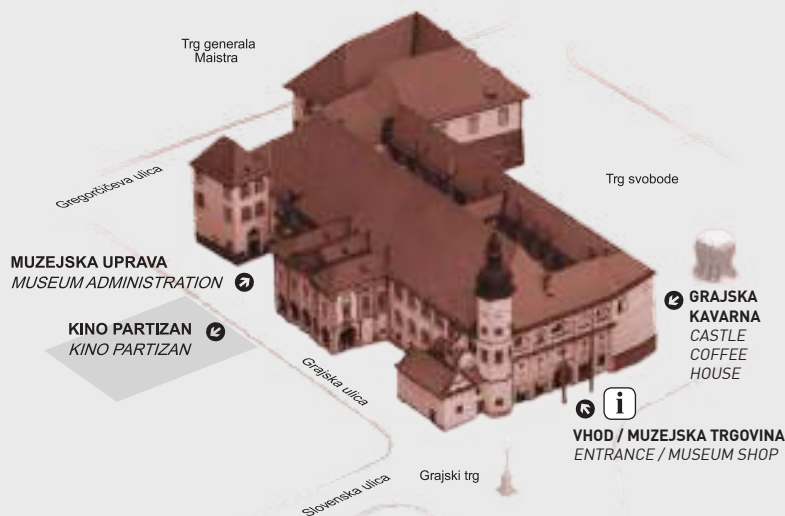 Trg generala
Maistra
Gregorčičeva ulica
Trg svobode
MUZEJSKA UPRAVA
MUSEUM ADMINISTRATION
KINO PARTIZAN
KINO PARTIZAN
GRAJSKA
KAVARNA
CASTLE
COFFEE
HOUSE
Grajska ulica
i
VHOD / MUZEJSKA TRGOVINA
ENTRANCE / MUSEUM SHOP
Grajski trg
Slovenska ulica